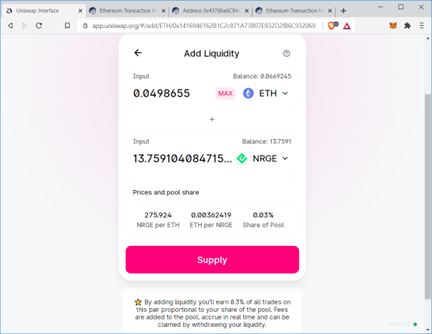 Uniswap Interface
Ethereum Transaction H
Address 0x43786a6C94
Ethereum Transaction H
app.uniswap.org/#/add/ETH/0x1416946162B1C2c871A73B07E932D2fB6C932069
Add Liquidity
Input
Balance: 0.0669245
0.0498655
MAX
ETH
+
Input
Balance: 13.7591
13.759104084715...
NRGE
Prices and pool share
275.924
0.00362419
0.03%
NRGE per ETH
ETH per NRGE
Share of Pool
Supply
By adding liquidity you'll earn 0.3% of all trades on
this pair proportional to your share of the pool. Fees
are added to the pool, accrue in real time and can be
claimed by withdrawing your liquidity.